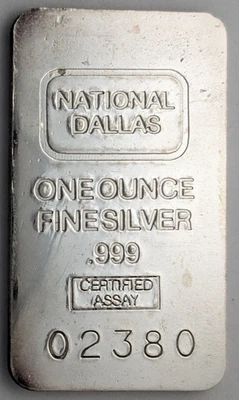 NATIONAL
DALLAS
ONE OUNCE
FINE SILVER
.999
CERTIFIED
ASSAY
02380